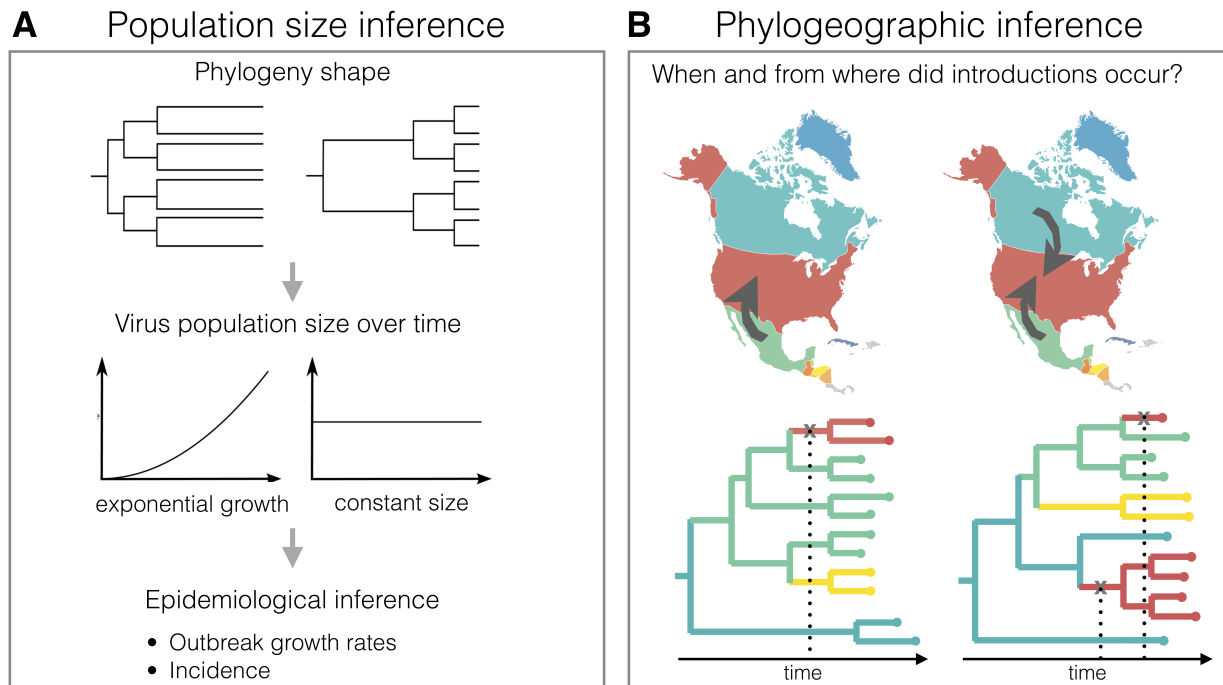 A Population size inference
Phylogeny shape
Virus population size over time
exponential growth
constant size
Epidemiological inference
• Outbreak growth rates
• Incidence
B Phylogeographic inference
When and from where did introductions occur?
X
X
X
time
time